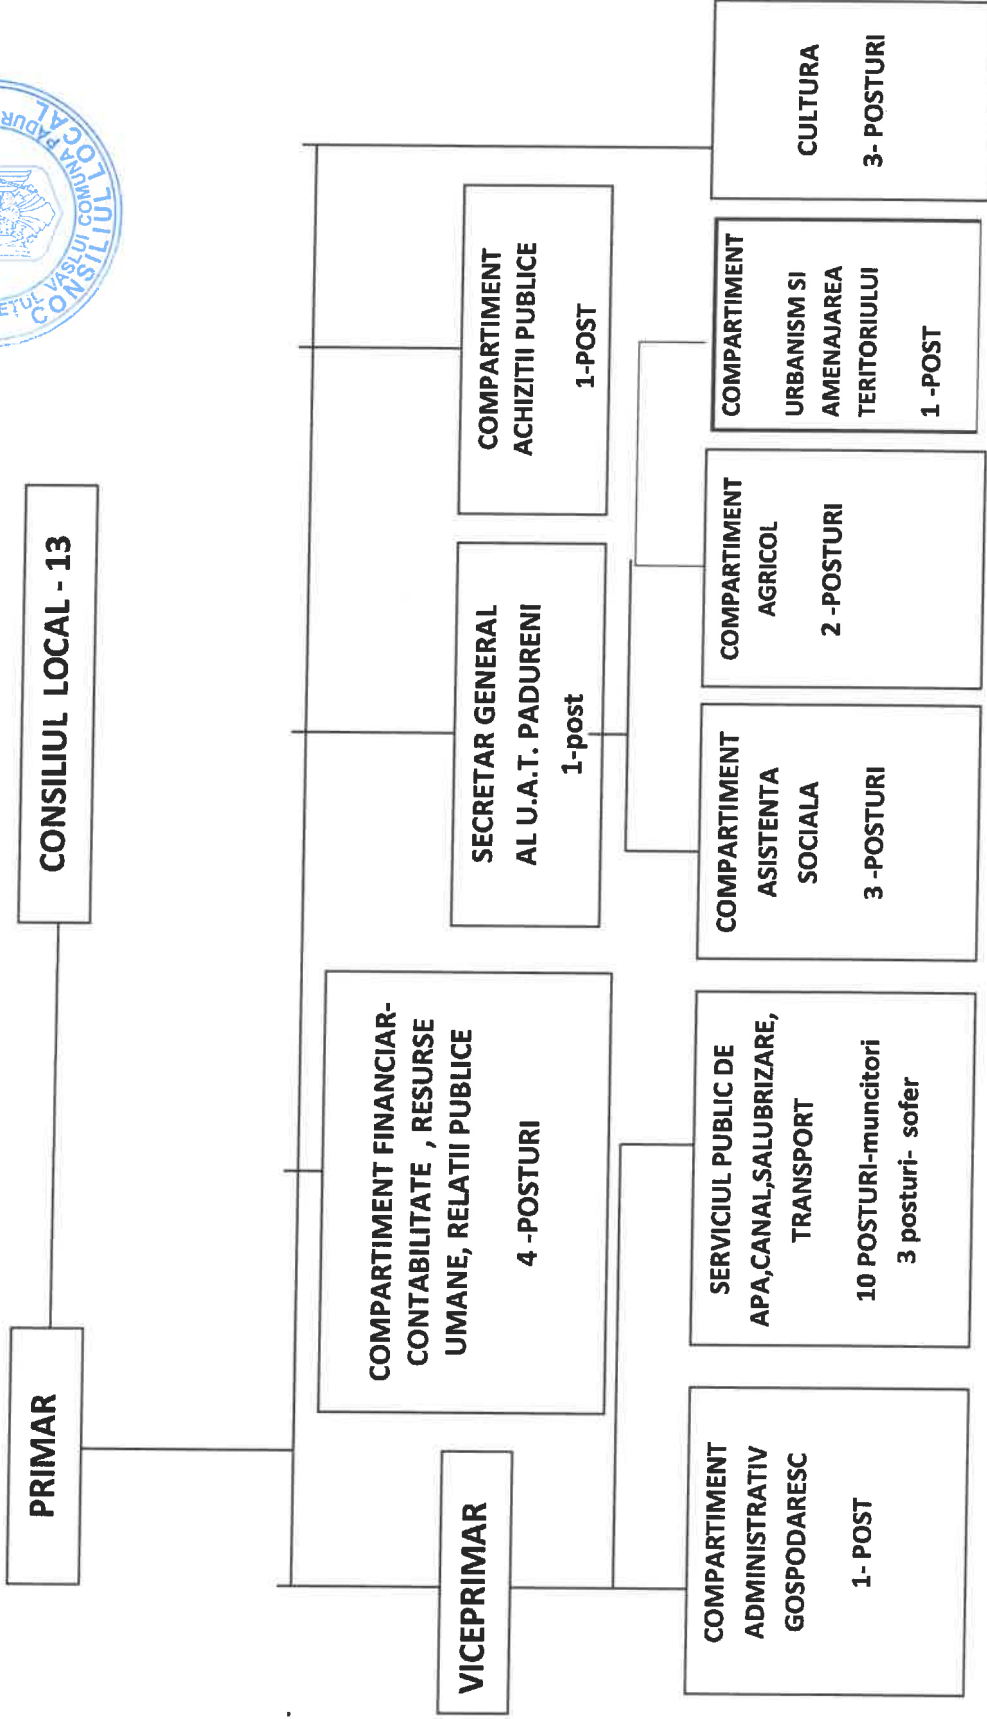 JUDEȚUL VASLUI COMUNA
CONSILIUL LOCAL
PRIMAR
CONSILIUL LOCAL - 13
VICEPRIMAR
COMPARTIMENT FINANCIAR-
CONTABILITATE , RESURSE
UMANE, RELATII PUBLICE
4 -POSTURI
SECRETAR GENERAL
AL U.A.T. PADURENI
1-post
COMPARTIMENT
ACHIZITII PUBLICE
1-POST
COMPARTIMENT
ADMINISTRATIV
GOSPODARESC
1- POST
SERVICIUL PUBLIC DE
APA,CANAL,SALUBRIZARE,
TRANSPORT
10 POSTURI-muncitori
3 posturi- sofer
COMPARTIMENT
ASISTENTA
SOCIALA
3 -POSTURI
COMPARTIMENT
AGRICOL
2 -POSTURI
COMPARTIMENT
URBANISM SI
AMENAJAREA
TERITORIULUI
1 -POST
CULTURA
3- POSTURI